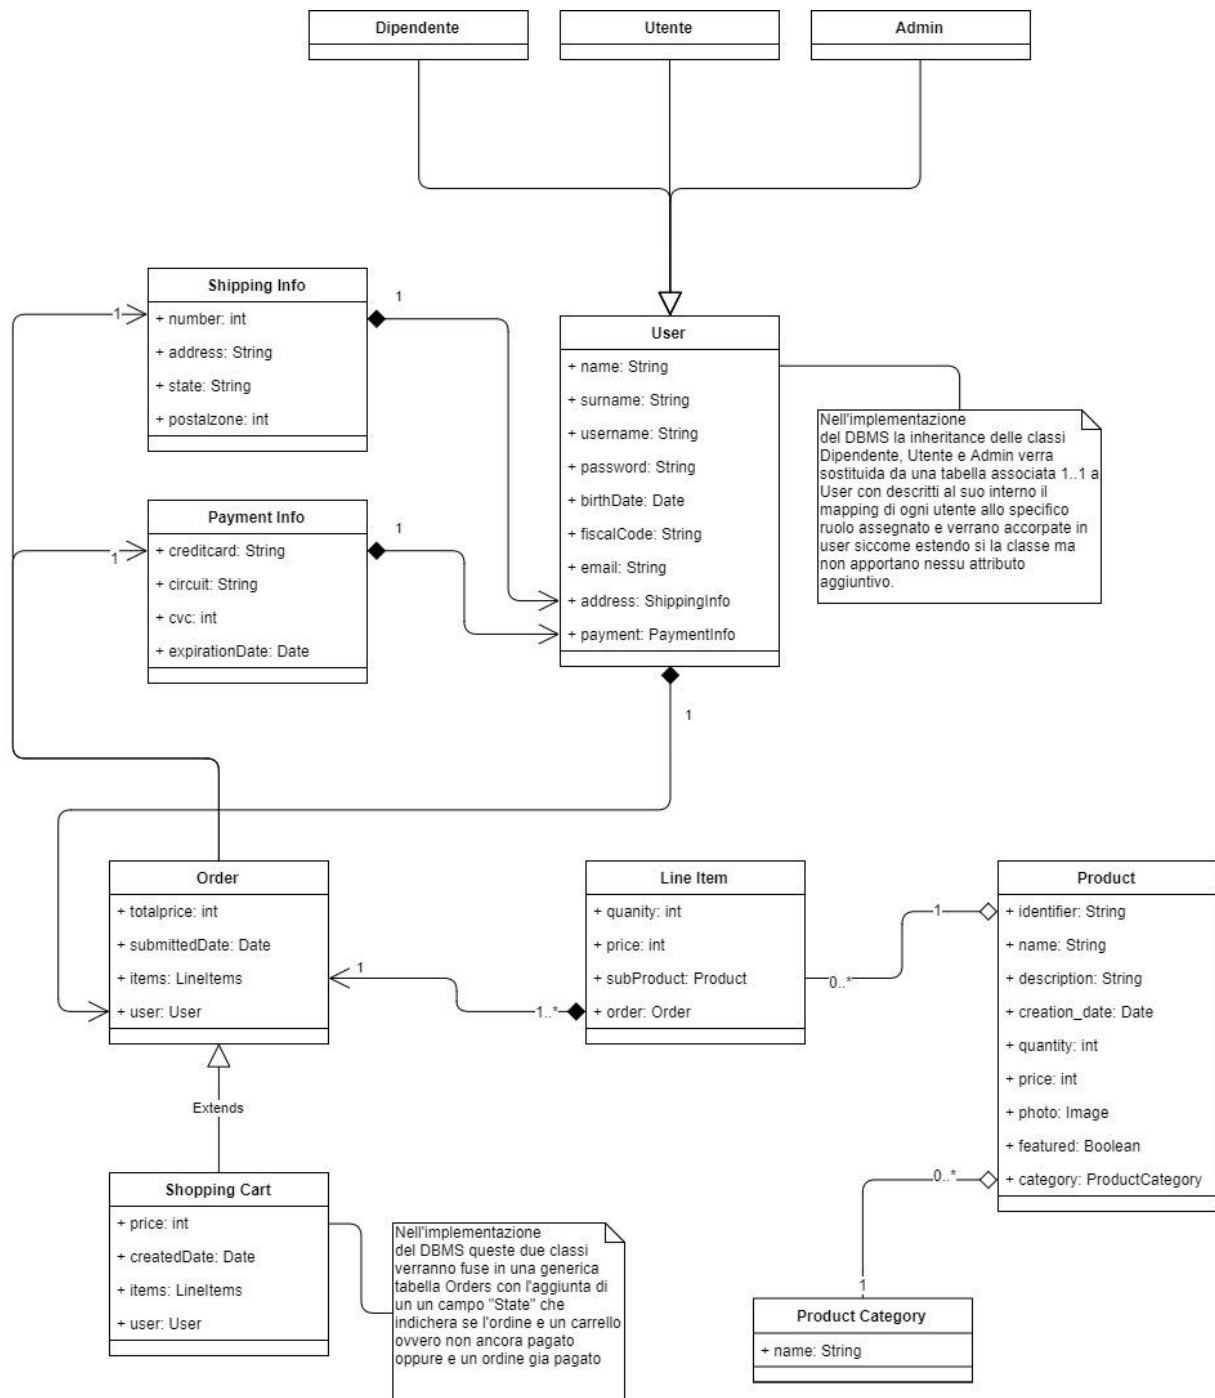 Dipendente
Utente
Admin
Shipping Info
+ number: int
+ address: String
+ state: String
+ postalzone: int
1
1
Payment Info
+ creditcard: String
+ circuit: String
+ cvc: int
+ expirationDate: Date
1
1
User
+ name: String
+ surname: String
+ username: String
+ password: String
+ birthDate: Date
+ fiscalCode: String
+ email: String
+ address: ShippingInfo
+ payment: PaymentInfo
1
Nell'implementazione
del DBMS la inheritance delle classi
Dipendente, Utente e Admin verra
sostituida da una tabella associata 1..1 a
User con descritti al suo interno il
mapping di ogni utente allo specifico
ruolo assegnato e verrano accorpate in
user siccome estendo si la classe ma
non apportano nessu attributo
aggiuntivo.
Order
+ totalprice: int
+ submittedDate: Date
+ items: LineItems
+ user: User
1
1..*
Line Item
+ quanity: int
+ price: int
+ subProduct: Product
+ order: Order
0..*
1
Product
+ identifier: String
+ name: String
+ description: String
+ creation_date: Date
+ quantity: int
+ price: int
+ photo: Image
+ featured: Boolean
+ category: ProductCategory
0..*
1
Extends
Shopping Cart
+ price: int
+ createdDate: Date
+ items: LineItems
+ user: User
Nell'implementazione
del DBMS queste due classi
verranno fuse in una generica
tabella Orders con l'aggiunta di
un un campo "State" che
indichera se l'ordine e un carrello
ovvero non ancora pagato
oppure e un ordine gia pagato
Product Category
+ name: String